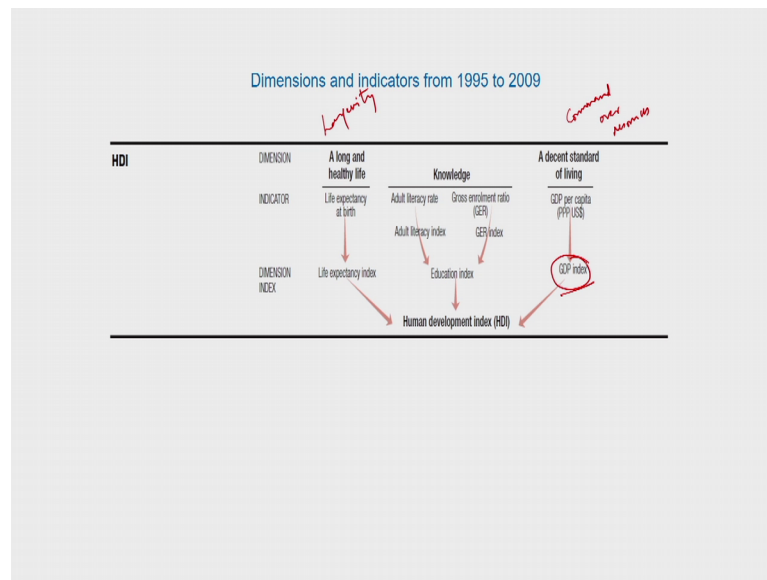 Dimensions and indicators from 1995 to 2009
Longivity
Command
over
resources
HDI
DIMENSION
A long and
healthy life
Knowledge
A decent standard
of living
INDICATOR
Life expectancy
at birth
Adult literacy rate
Gross enrolment ratio
(GER)
GDP per capita
(PPP US$)
Adult literacy index
GER index
DIMENSION
INDEX
Life expectancy index
Education index
GDP index
Human development index (HDI)